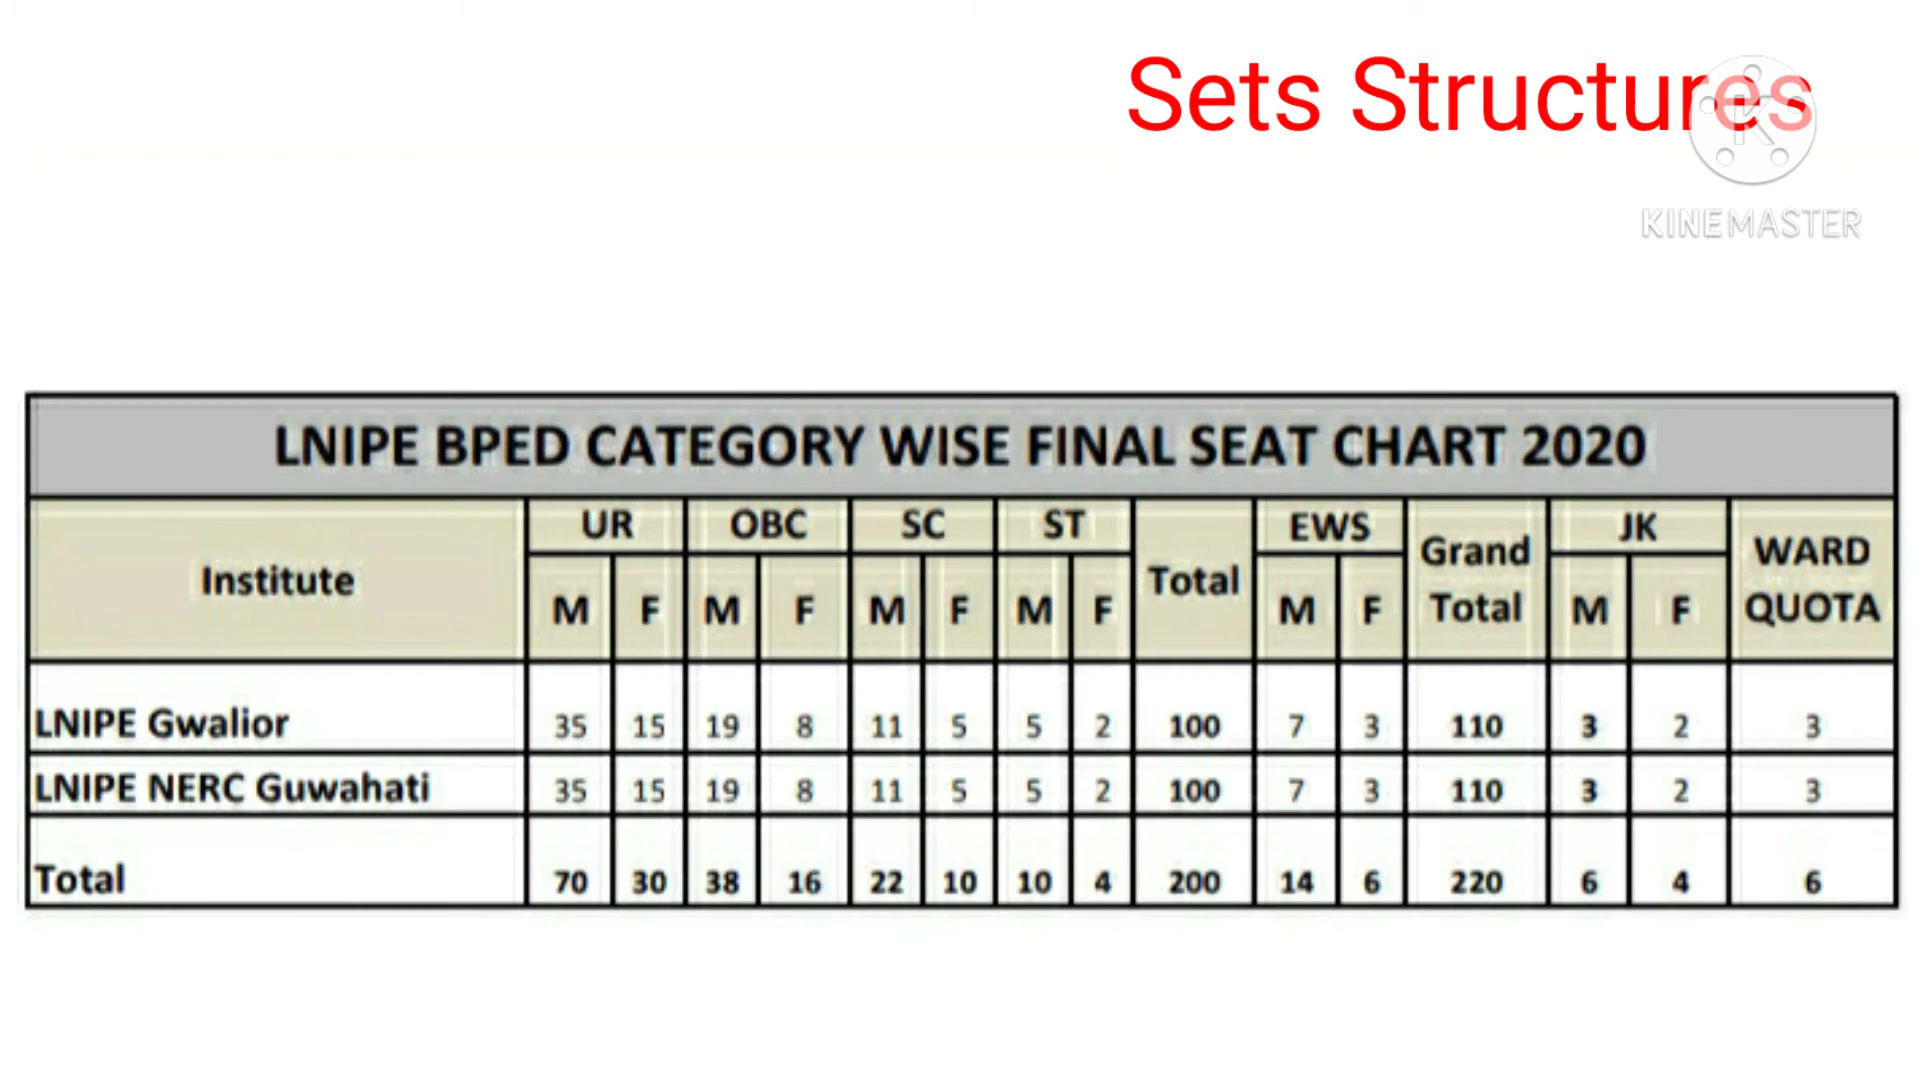 Sets Structures
KINEMASTER
LNIPE BPED CATEGORY WISE FINAL SEAT CHART 2020
Institute UR OBC SC ST Total EWS Grand Total JK WARD QUOTA
M F M F M F M F M F M F
LNIPE Gwalior 35 15 19 8 11 5 5 2 100 7 3 110 3 2 3
LNIPE NERC Guwahati 35 15 19 8 11 5 5 2 100 7 3 110 3 2 3
Total 70 30 38 16 22 10 10 4 200 14 6 220 6 4 6